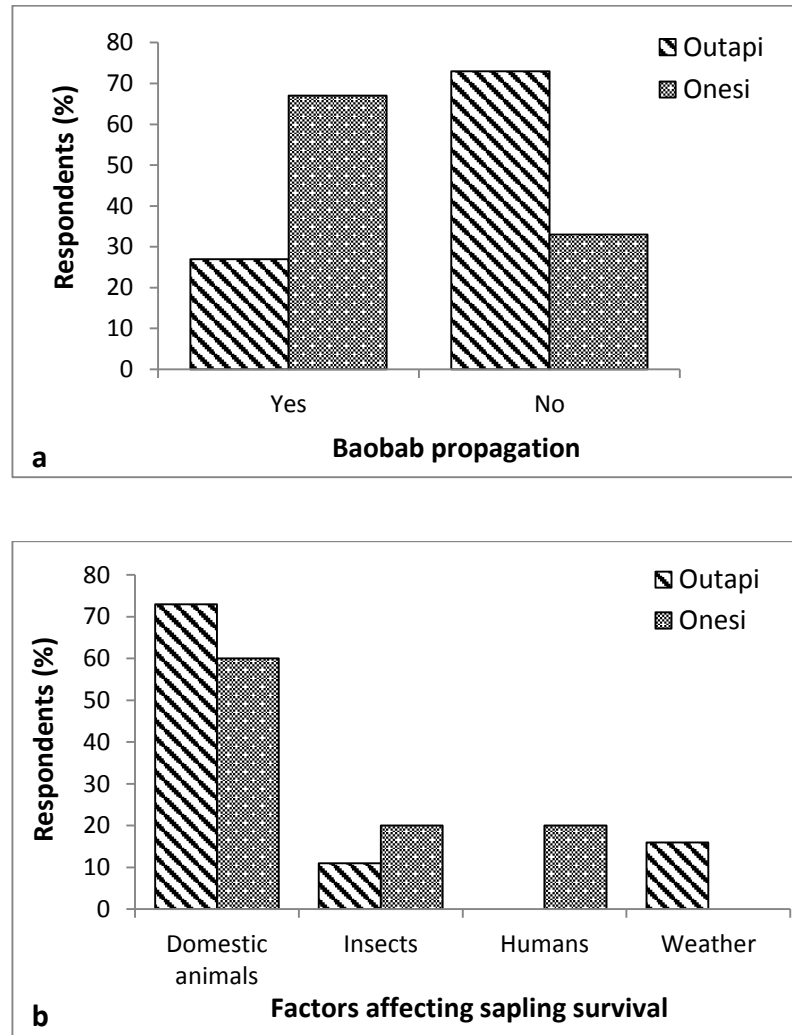 80
70
60
50
40
30
20
10
0
Respondents (%)
Outapi
Onesi
Yes No
Baobab propagation
a
80
70
60
50
40
30
20
10
0
Respondents (%)
Outapi
Onesi
Domestic animals Insects Humans Weather
Factors affecting sapling survival
b